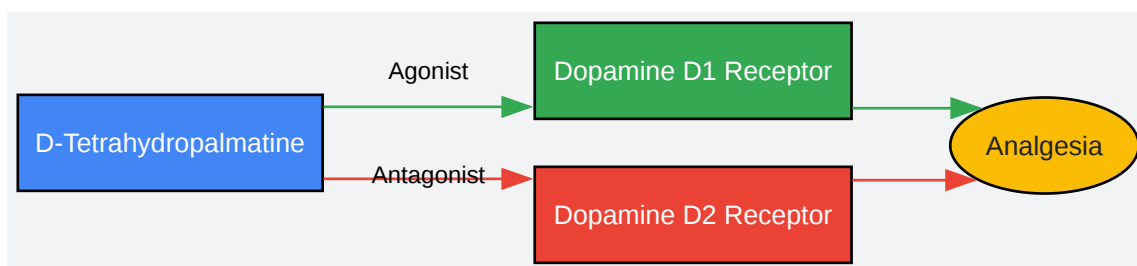 Agonist
Dopamine D1 Receptor
D-Tetrahydropalmatine
Analgesia
Antagonist
Dopamine D2 Receptor